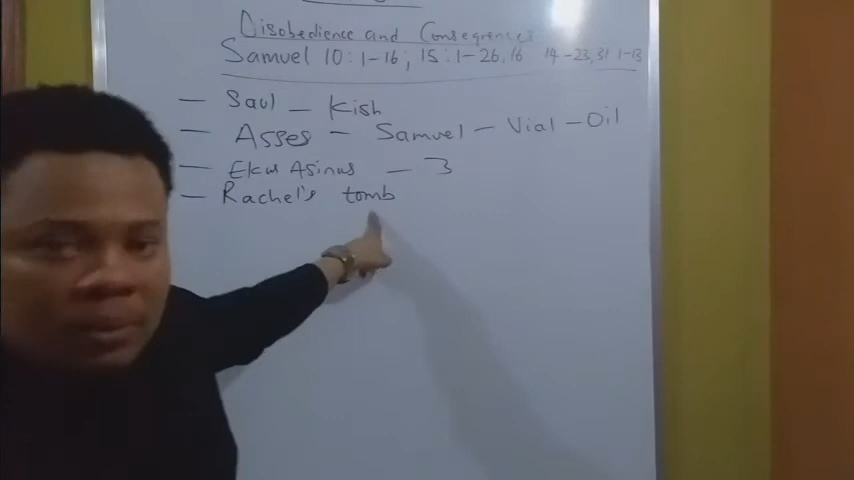 Disobedience and Consequences
Samuel 10:1-16; 15:1-26, 16 14-23, 31 1-13
- Saul - Kish
- Asses - Samuel - Vial - Oil
- Ekus Asinus - 3
- Rachel's tomb